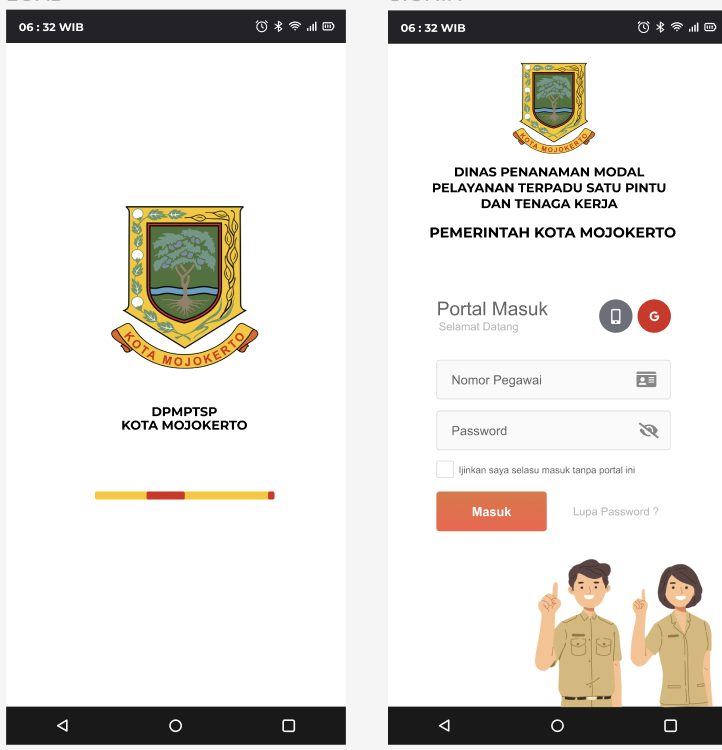 06 : 32 WIB
KOTA MOJOKERTO
DPMPTSP
KOTA MOJOKERTO
06 : 32 WIB
KOTA MOJOKERTO
DINAS PENANAMAN MODAL
PELAYANAN TERPADU SATU PINTU
DAN TENAGA KERJA
PEMERINTAH KOTA MOJOKERTO
Portal Masuk
Selamat Datang
G
Nomor Pegawai
Password
Ijinkan saya selasu masuk tanpa portal ini
Masuk
Lupa Password ?